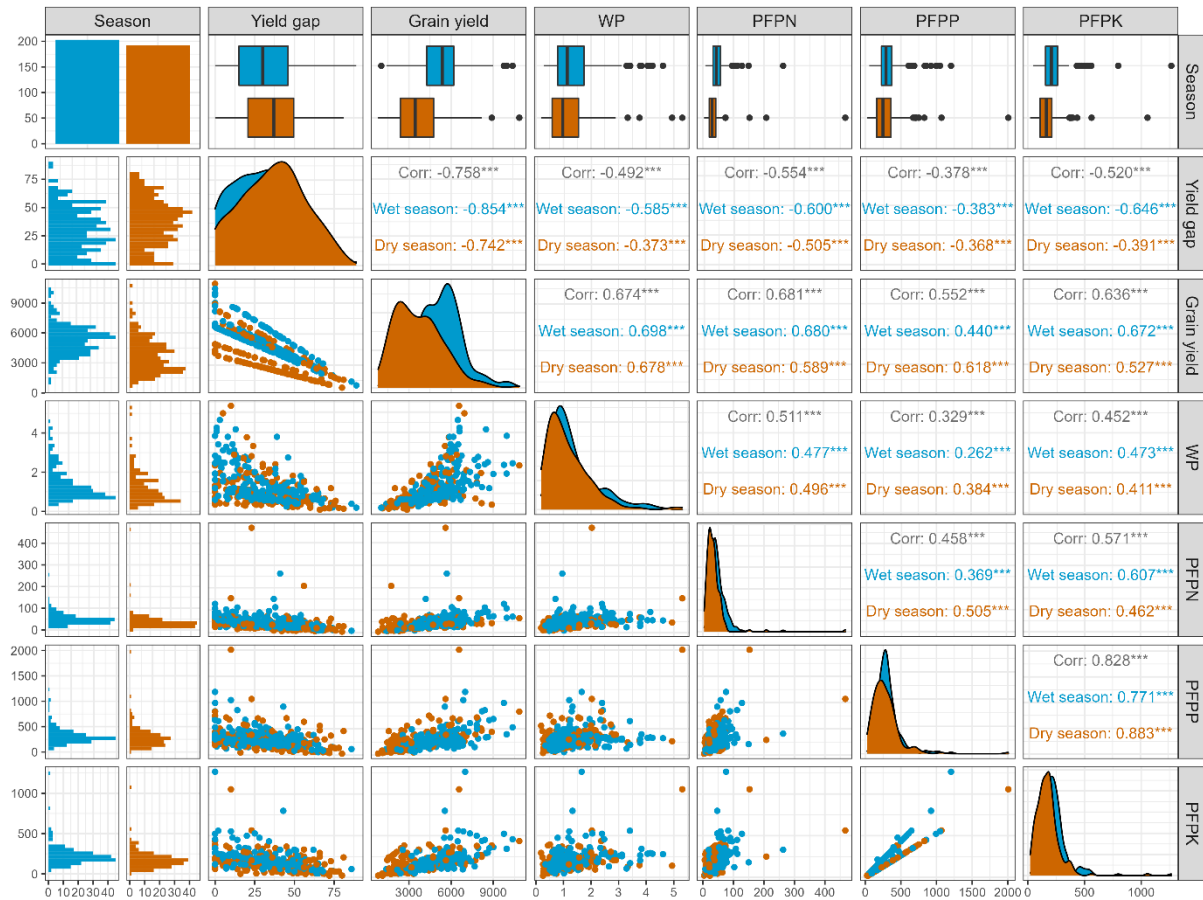 Season Yield gap Grain yield WP PFPN PFPP PFPK
200
150
100
50
0
Season
75
50
25
0
Corr: -0.758*** Corr: -0.492*** Corr: -0.554*** Corr: -0.378*** Corr: -0.520***
Wet season: -0.854*** Wet season: -0.585*** Wet season: -0.600*** Wet season: -0.383*** Wet season: -0.646***
Dry season: -0.742*** Dry season: -0.373*** Dry season: -0.505*** Dry season: -0.368*** Dry season: -0.391***
Yield gap
9000
6000
3000
0
Corr: 0.674*** Corr: 0.681*** Corr: 0.552*** Corr: 0.636***
Wet season: 0.698*** Wet season: 0.680*** Wet season: 0.440*** Wet season: 0.672***
Dry season: 0.678*** Dry season: 0.589*** Dry season: 0.618*** Dry season: 0.527***
Grain yield
4
2
0
Corr: 0.511*** Corr: 0.329*** Corr: 0.452***
Wet season: 0.477*** Wet season: 0.262*** Wet season: 0.473***
Dry season: 0.496*** Dry season: 0.384*** Dry season: 0.411***
WP
400
300
200
100
0
Corr: 0.458*** Corr: 0.571***
Wet season: 0.369*** Wet season: 0.607***
Dry season: 0.505*** Dry season: 0.462***
PFPN
2000
1500
1000
500
0
Corr: 0.828***
Wet season: 0.771***
Dry season: 0.883***
PFPP
1000
500
0
PFPK
0 10 20 30 40 0 10 20 30 40 0 25 50 75 3000 6000 9000 0 1 2 3 4 5 0 100 200 300 400 0 500 1000 1500 2000 0 500 1000